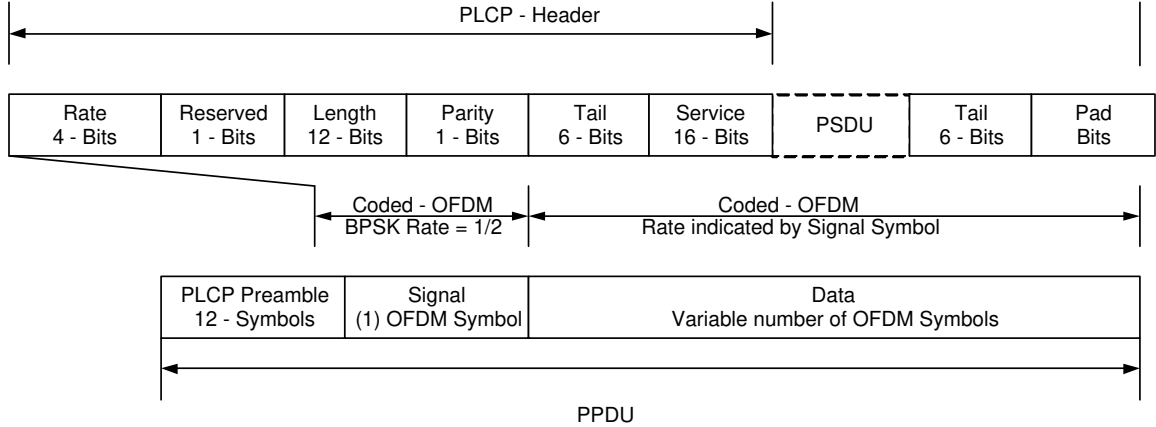 PLCP - Header
Rate Reserved Length Parity Tail Service PSDU Tail Pad
4 - Bits 1 - Bits 12 - Bits 1 - Bits 6 - Bits 16 - Bits 6 - Bits Bits
Coded - OFDM Coded - OFDM
BPSK Rate = 1/2 Rate indicated by Signal Symbol
PLCP Preamble Signal Data
12 - Symbols (1) OFDM Symbol Variable number of OFDM Symbols
PPDU